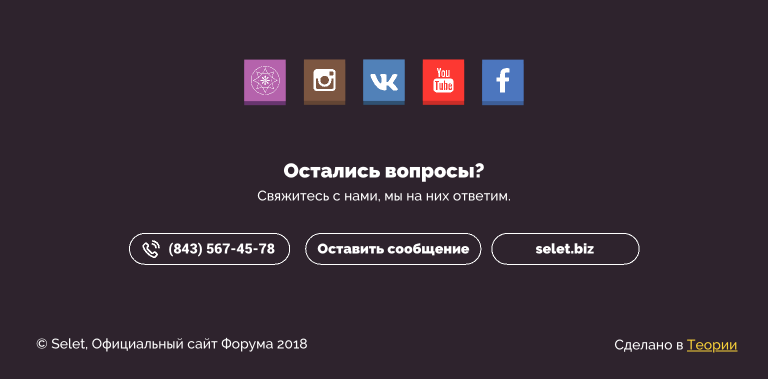 You
Tube
Остались вопросы?
Свяжитесь с нами, мы на них ответим.
(843) 567-45-78
Оставить сообщение
selet.biz
© Selet, Официальный сайт Форума 2018
Сделано в Теории